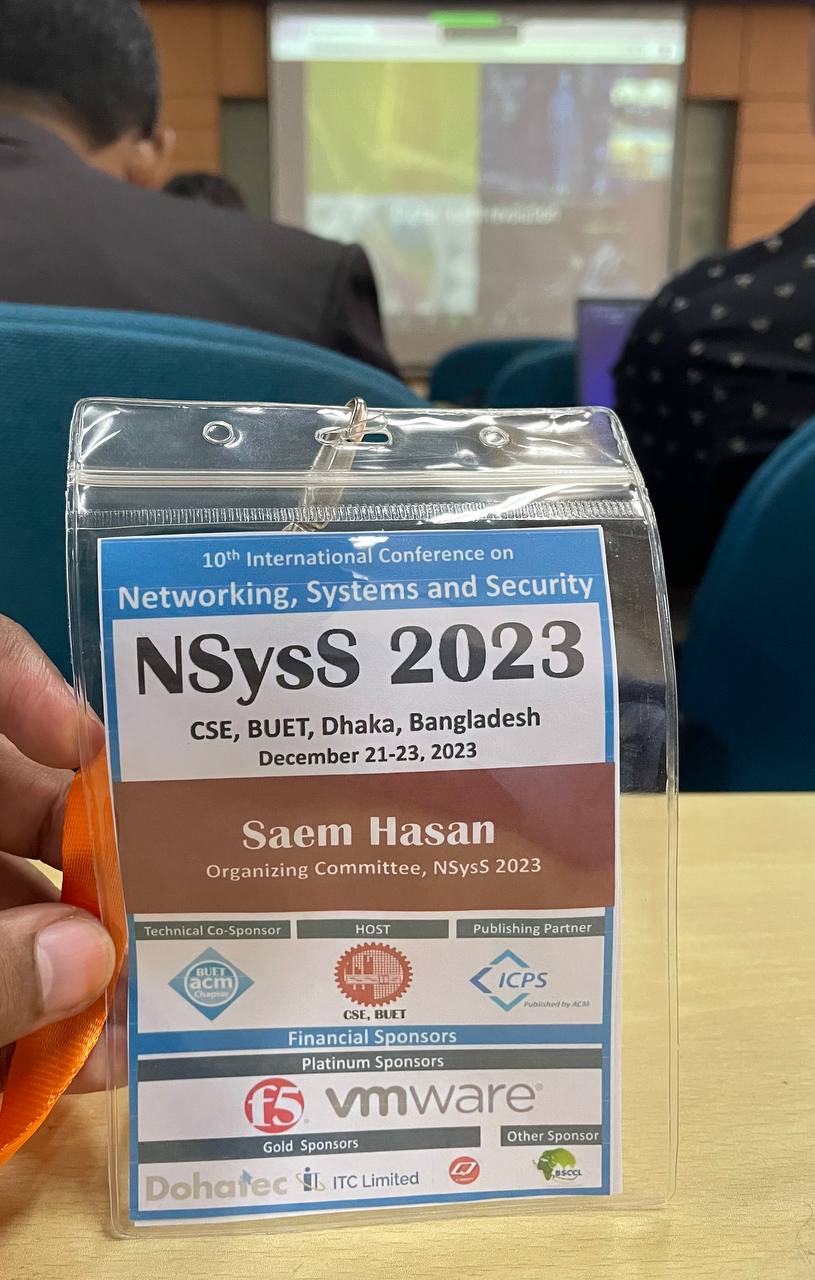 10th International Conference on
Networking, Systems and Security
NSysS 2023
CSE, BUET, Dhaka, Bangladesh
December 21-23, 2023
Saem Hasan
Organizing Committee, NSysS 2023
Technical Co-Sponsor HOST Publishing Partner
BUET
acm
Chapter
ICPS
Published by ACM
CSE, BUET
Financial Sponsors
Platinum Sponsors
f5 vmware®
Gold Sponsors Other Sponsor
Dohatec ITC Limited BSCCL